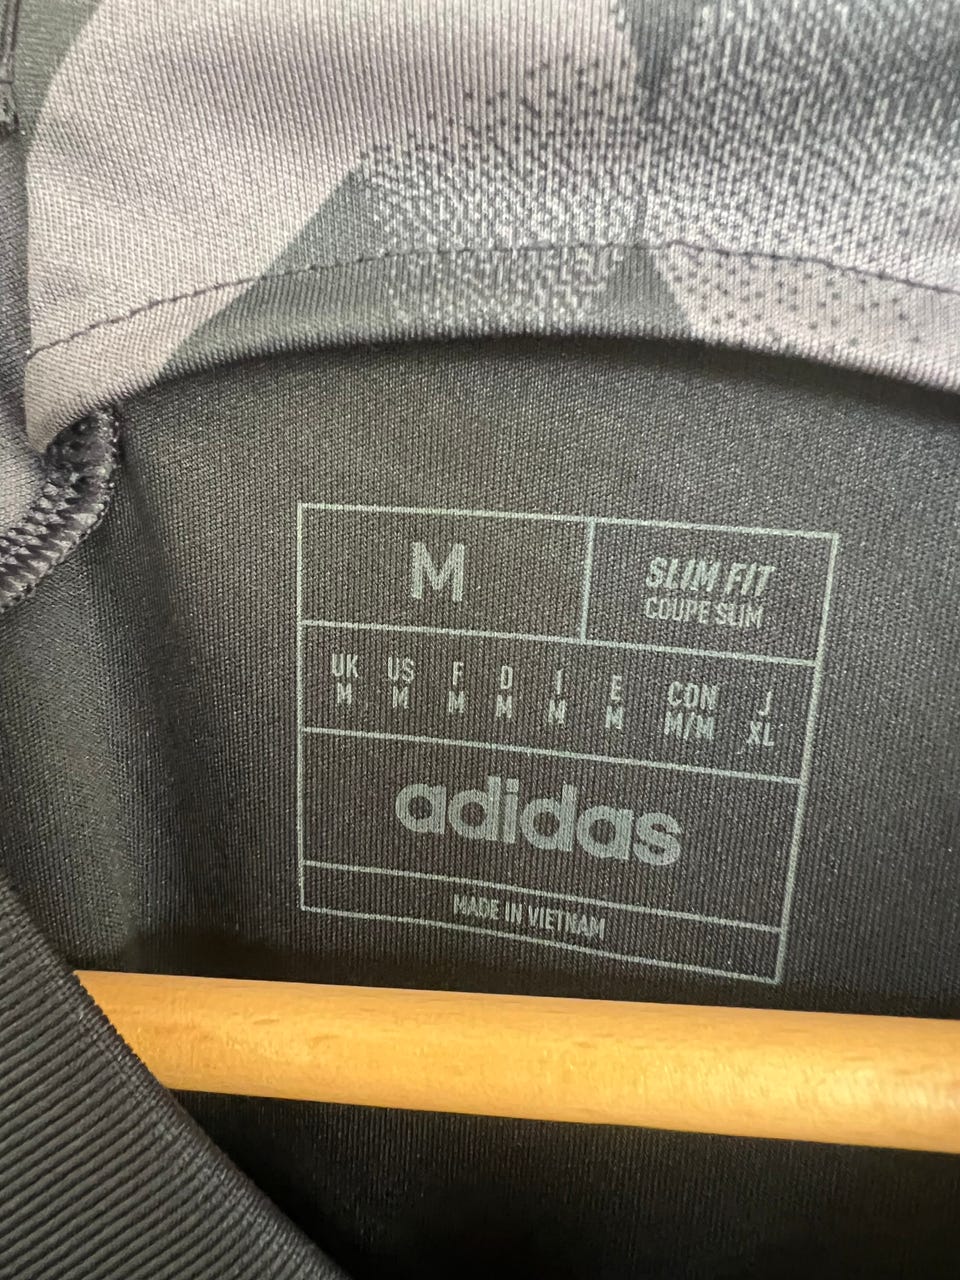 M
SLIM FIT
COUPE SLIM
UK US F D I E CON J
M M M M M M M/M XL
adidas
MADE IN VIETNAM